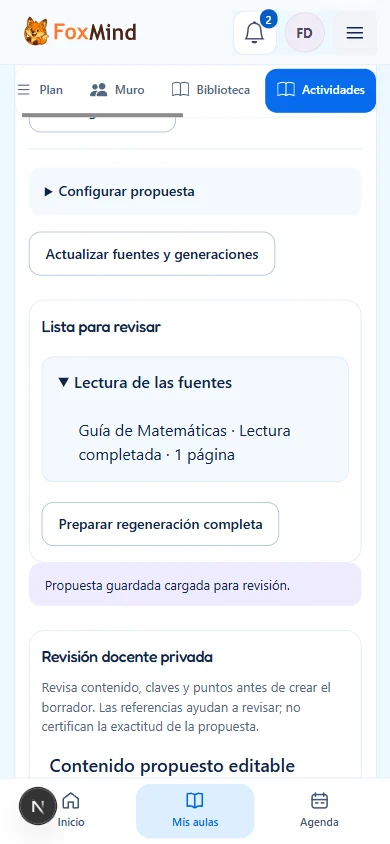 FoxMind
2
FD
Plan
Muro
Biblioteca
Actividades
Configurar propuesta
Actualizar fuentes y generaciones
Lista para revisar
Lectura de las fuentes
Guía de Matemáticas · Lectura
completada · 1 página
Preparar regeneración completa
Propuesta guardada cargada para revisión.
Revisión docente privada
Revisa contenido, claves y puntos antes de crear el
borrador. Las referencias ayudan a revisar; no
certifican la exactitud de la propuesta.
Contenido propuesto editable
N
Inicio
Mis aulas
Agenda